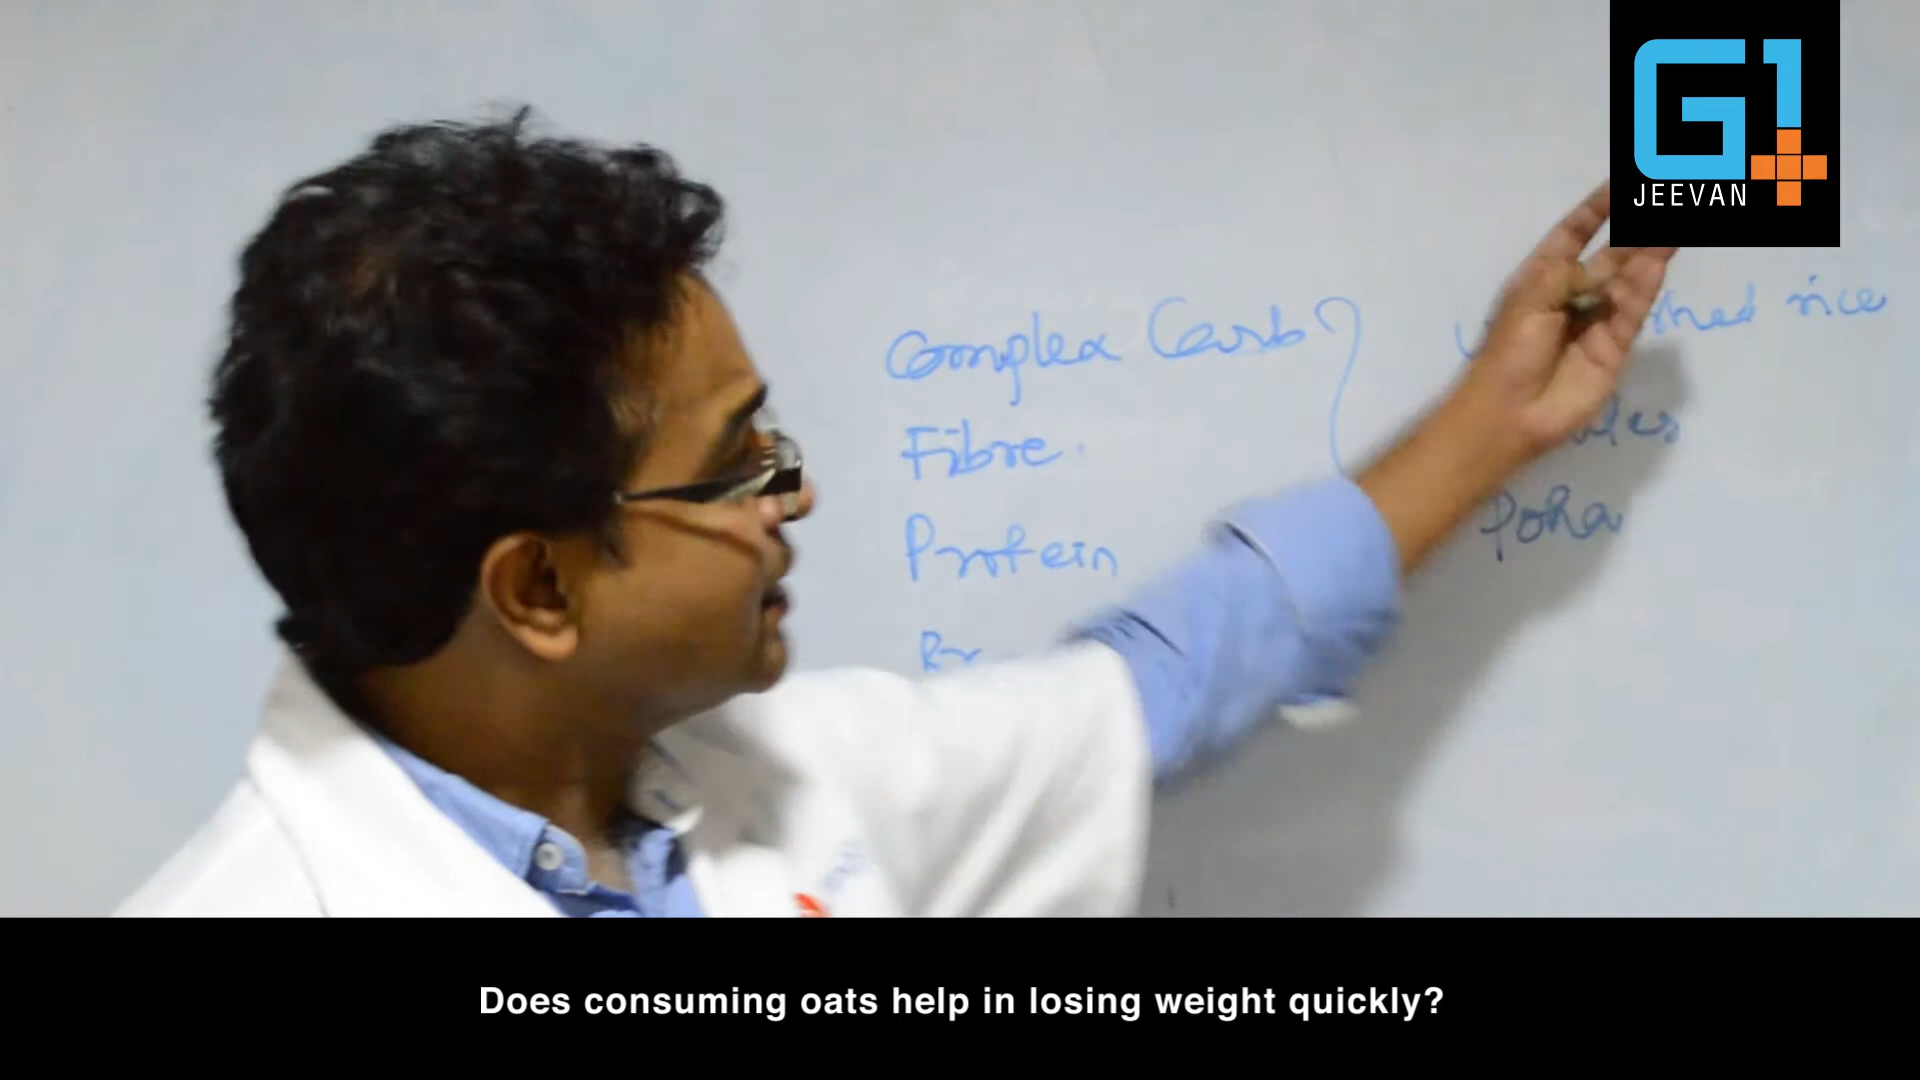 G1
JEEVAN
Complex Carb
rice
Fibre.
Poha
Protein
Does consuming oats help in losing weight quickly?